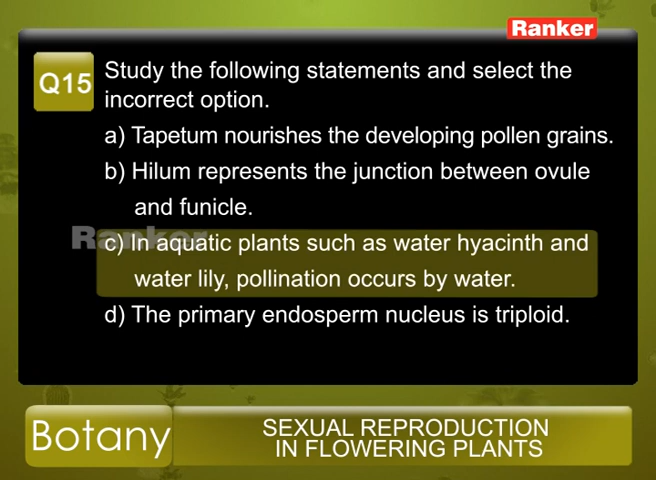 Ranker
Q15
Study the following statements and select the
incorrect option.
a) Tapetum nourishes the developing pollen grains.
b) Hilum represents the junction between ovule
and funicle.
Ranker
c) In aquatic plants such as water hyacinth and
water lily, pollination occurs by water.
d) The primary endosperm nucleus is triploid.
Botany
SEXUAL REPRODUCTION
IN FLOWERING PLANTS